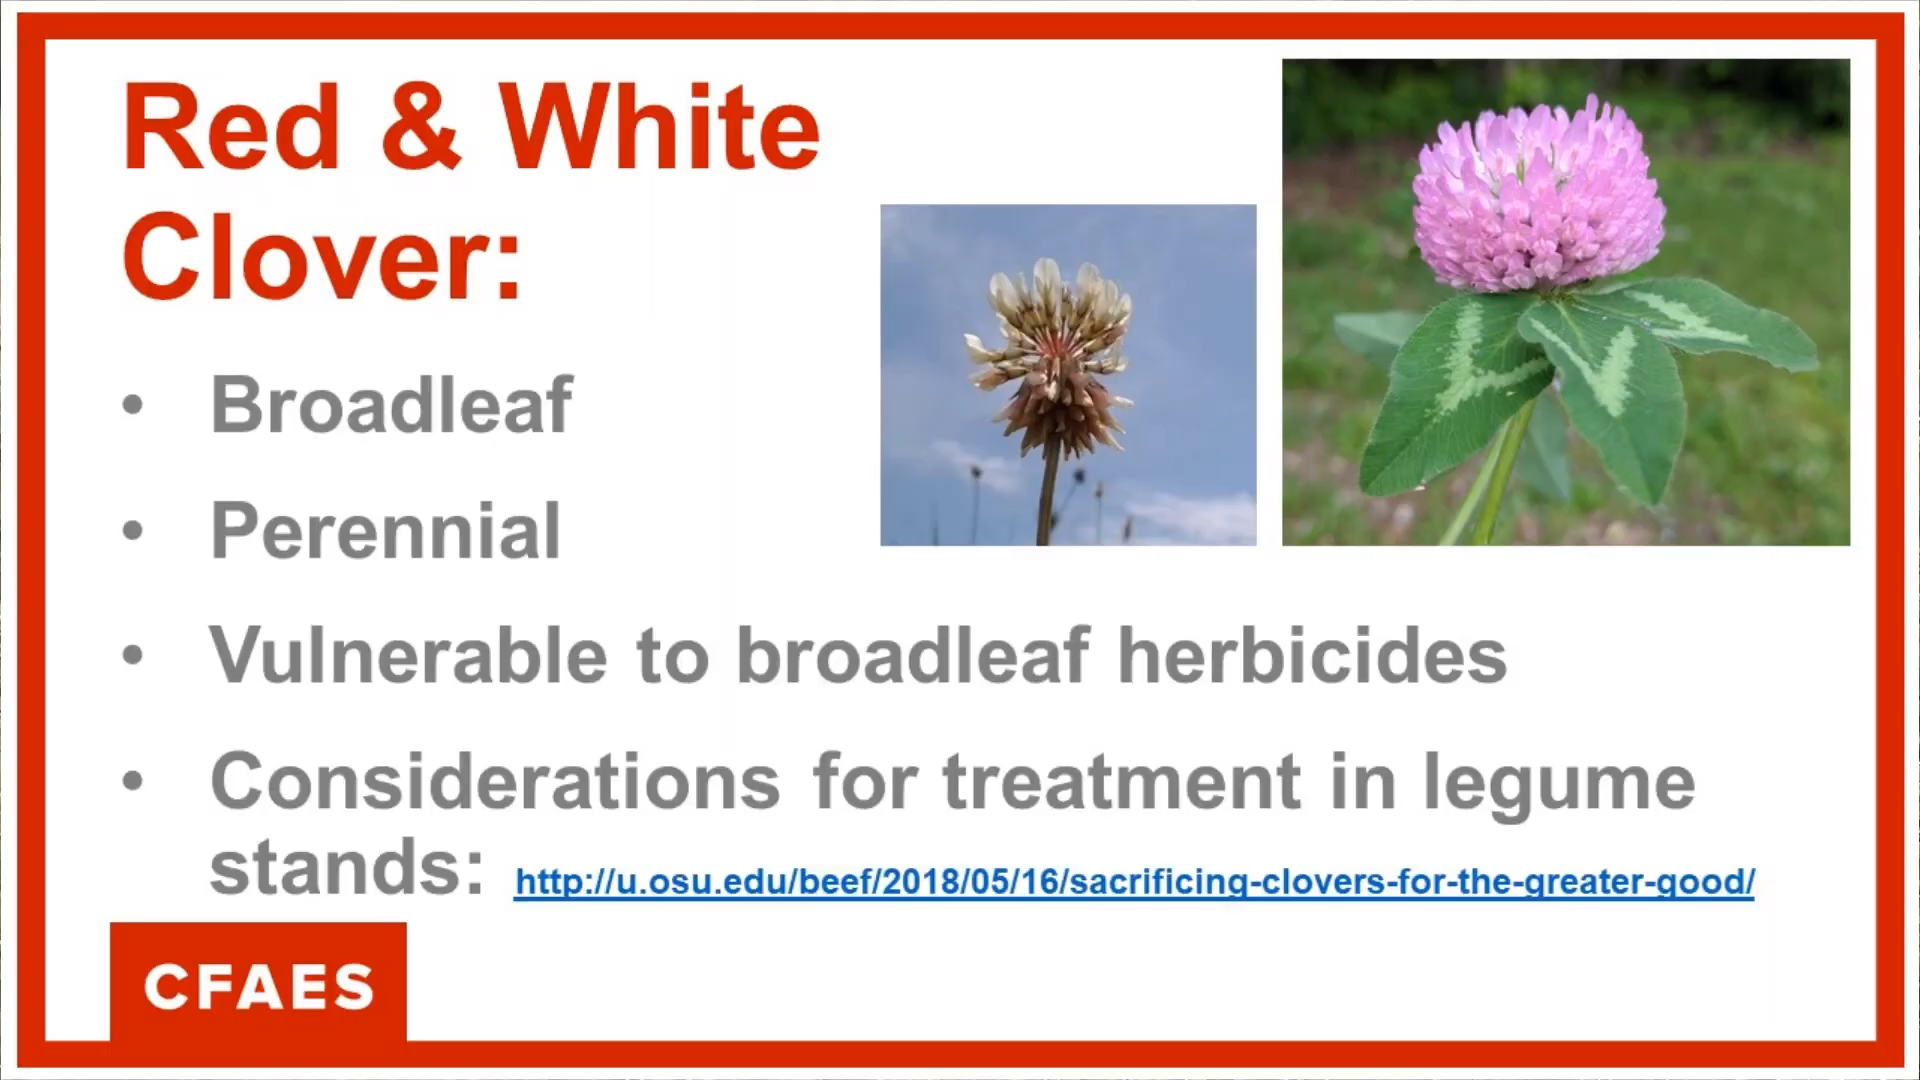 Red & White
Clover:
• Broadleaf
• Perennial
• Vulnerable to broadleaf herbicides
• Considerations for treatment in legume
stands: http://u.osu.edu/beef/2018/05/16/sacrificing-clovers-for-the-greater-good/
CFAES